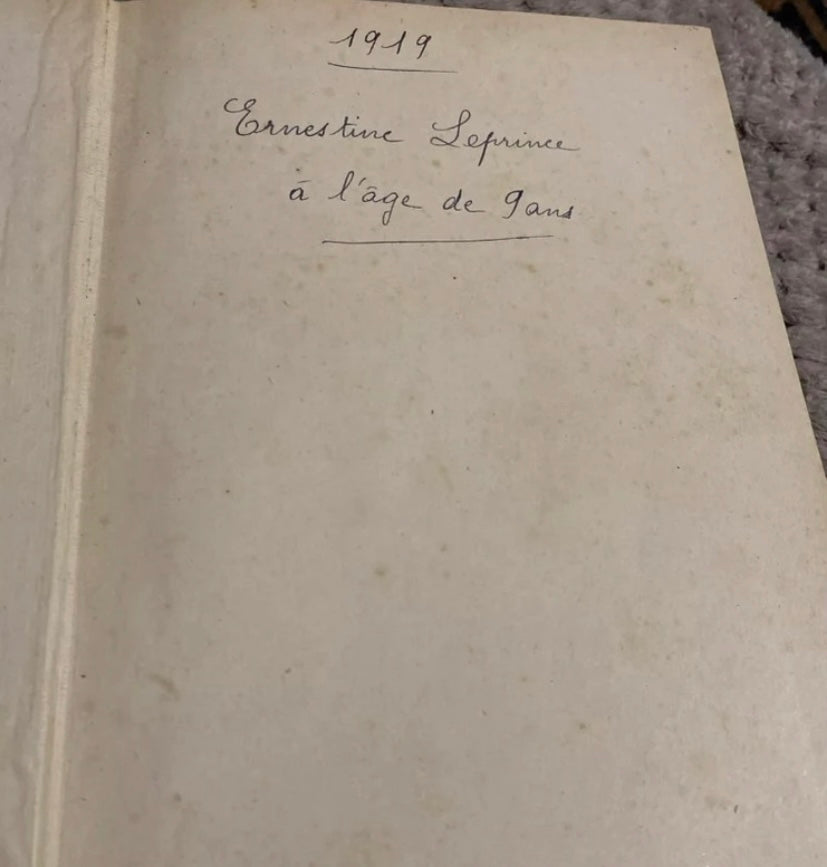 1919
Ernestine Leprince
à l'âge de 9 ans